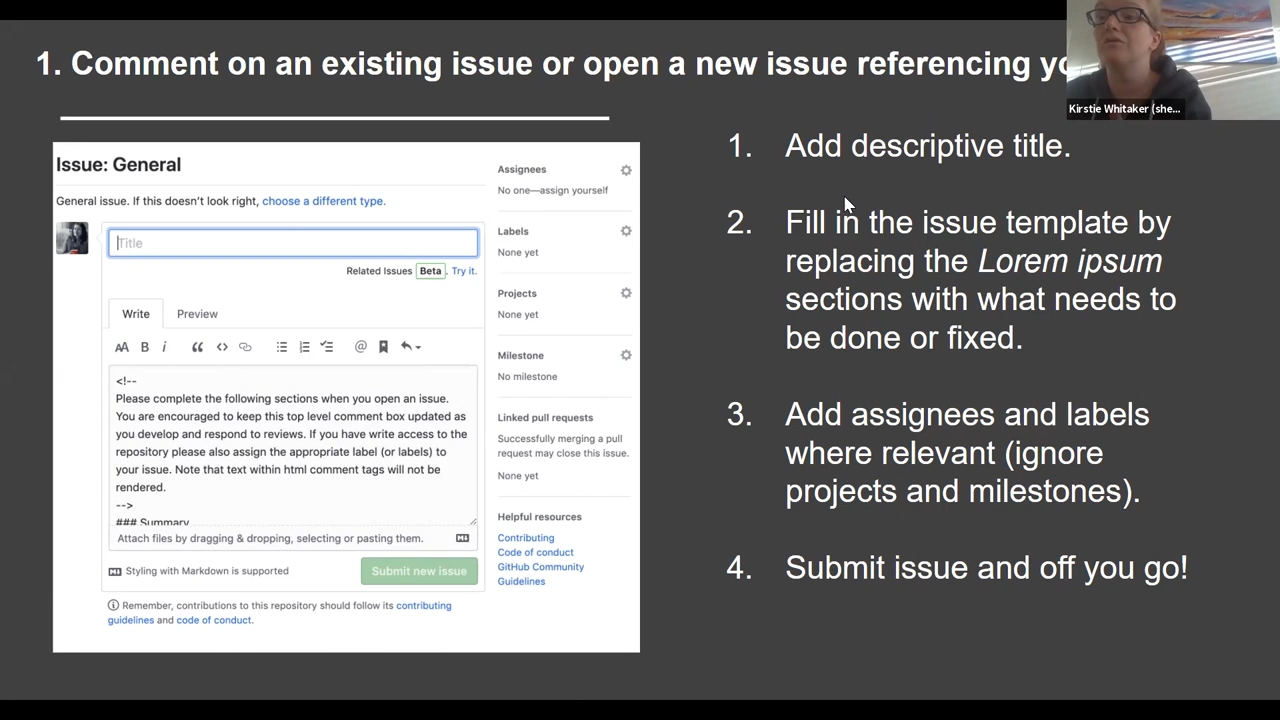 1. Comment on an existing issue or open a new issue referencing
Kirstie Whitaker (she...
Issue: General
General issue. If this doesn't look right, choose a different type.
Title
Related Issues Beta . Try it.
Write Preview
AA B i
<!--
Please complete the following sections when you open an issue.
You are encouraged to keep this top level comment box updated as
you develop and respond to reviews. If you have write access to the
repository please also assign the appropriate label (or labels) to
your issue. Note that text within html comment tags will not be
rendered.
-->
### Summary
Attach files by dragging & dropping, selecting or pasting them.
Styling with Markdown is supported
Submit new issue
Remember, contributions to this repository should follow its contributing
guidelines and code of conduct.
Assignees
No one—assign yourself
Labels
None yet
Projects
None yet
Milestone
No milestone
Linked pull requests
Successfully merging a pull
request may close this issue.
None yet
Helpful resources
Contributing
Code of conduct
GitHub Community
Guidelines
1. Add descriptive title.
2. Fill in the issue template by
replacing the Lorem ipsum
sections with what needs to
be done or fixed.
3. Add assignees and labels
where relevant (ignore
projects and milestones).
4. Submit issue and off you go!